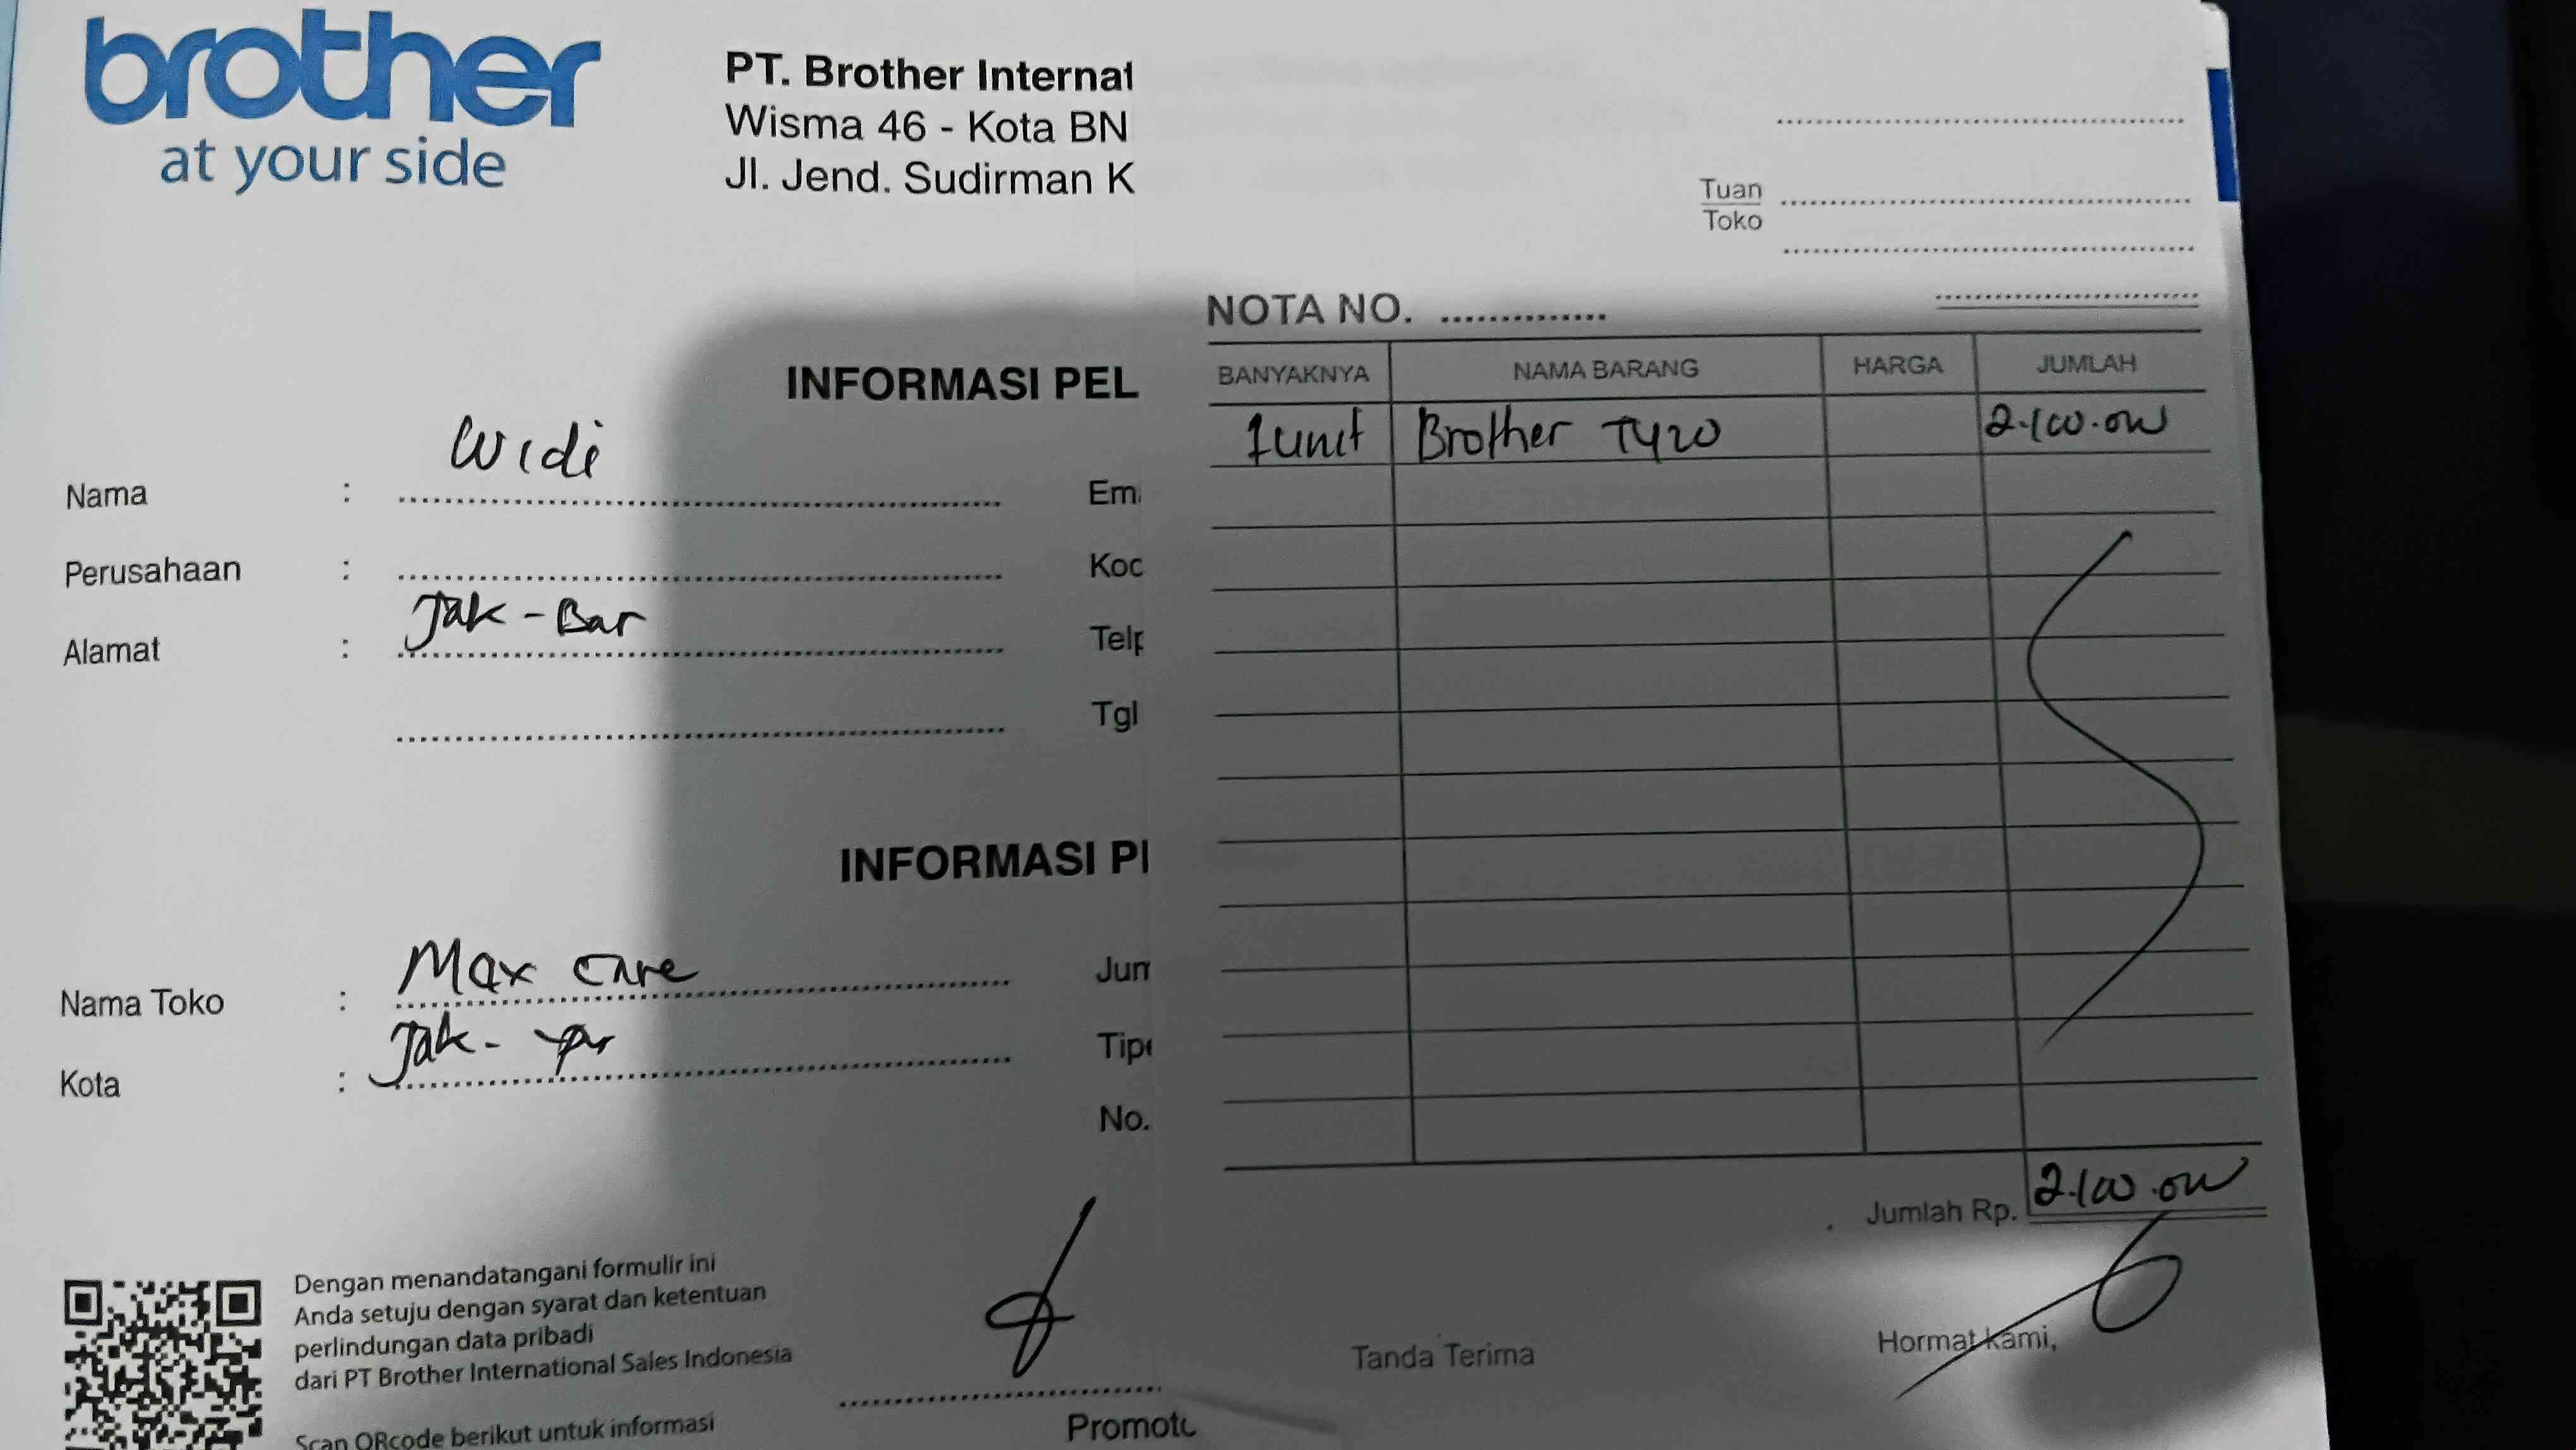 brother
at your side
PT. Brother Internat
Wisma 46 - Kota BN
Jl. Jend. Sudirman K
INFORMASI PEL
Nama : Widi
Em
Perusahaan :
Koc
Alamat : Jak-Bar
Telp
Tgl
INFORMASI P
Nama Toko : Max Care
Jum
Kota : Jak-
Tip
No.
Dengan menandatangani formulir ini
Anda setuju dengan syarat dan ketentuan
perlindungan data pribadi
dari PT Brother International Sales Indonesia
Scan QRcode berikut untuk informasi
Promoto
Tuan
Toko
NOTA NO.
BANYAKNYA NAMA BARANG HARGA JUMLAH
1unit Brother T420 2.100.000
Jumlah Rp. 2.100.000
Tanda Terima
Hormat kami,